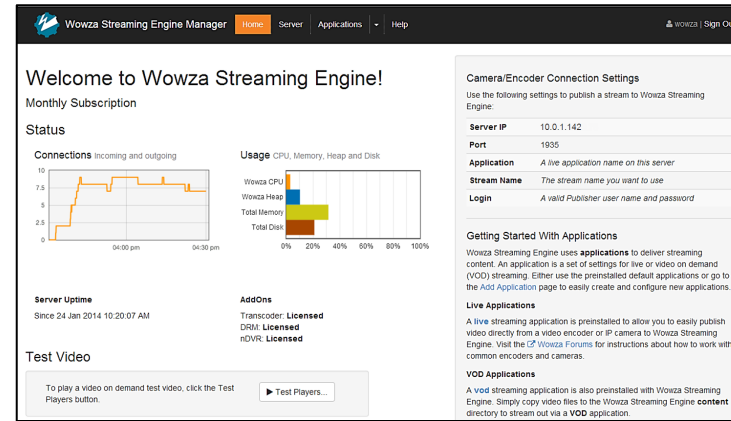 Wowza Streaming Engine Manager Home Server Applications Help wowza | Sign Ou
Welcome to Wowza Streaming Engine!
Monthly Subscription
Status
Connections Incoming and outgoing
10
7.5
5
2.5
0
04:00 pm 04:30 pm
Usage CPU, Memory, Heap and Disk
Wowza CPU
Wowza Heap
Total Memory
Total Disk
0% 20% 40% 60% 80% 100%
Server Uptime
Since 24 Jan 2014 10:20:07 AM
AddOns
Transcoder: Licensed
DRM: Licensed
nDVR: Licensed
Test Video
To play a video on demand test video, click the Test
Players button.
Test Players...
Camera/Encoder Connection Settings
Use the following settings to publish a stream to Wowza Streaming
Engine:
Server IP 10.0.1.142
Port 1935
Application A live application name on this server
Stream Name The stream name you want to use
Login A valid Publisher user name and password
Getting Started With Applications
Wowza Streaming Engine uses applications to deliver streaming
content. An application is a set of settings for live or video on demand
(VOD) streaming. Either use the preinstalled default applications or go to
the Add Application page to easily create and configure new applications.
Live Applications
A live streaming application is preinstalled to allow you to easily publish
video directly from a video encoder or IP camera to Wowza Streaming
Engine. Visit the Wowza Forums for instructions about how to work with
common encoders and cameras.
VOD Applications
A vod streaming application is also preinstalled with Wowza Streaming
Engine. Simply copy video files to the Wowza Streaming Engine content
directory to stream out via a VOD application.